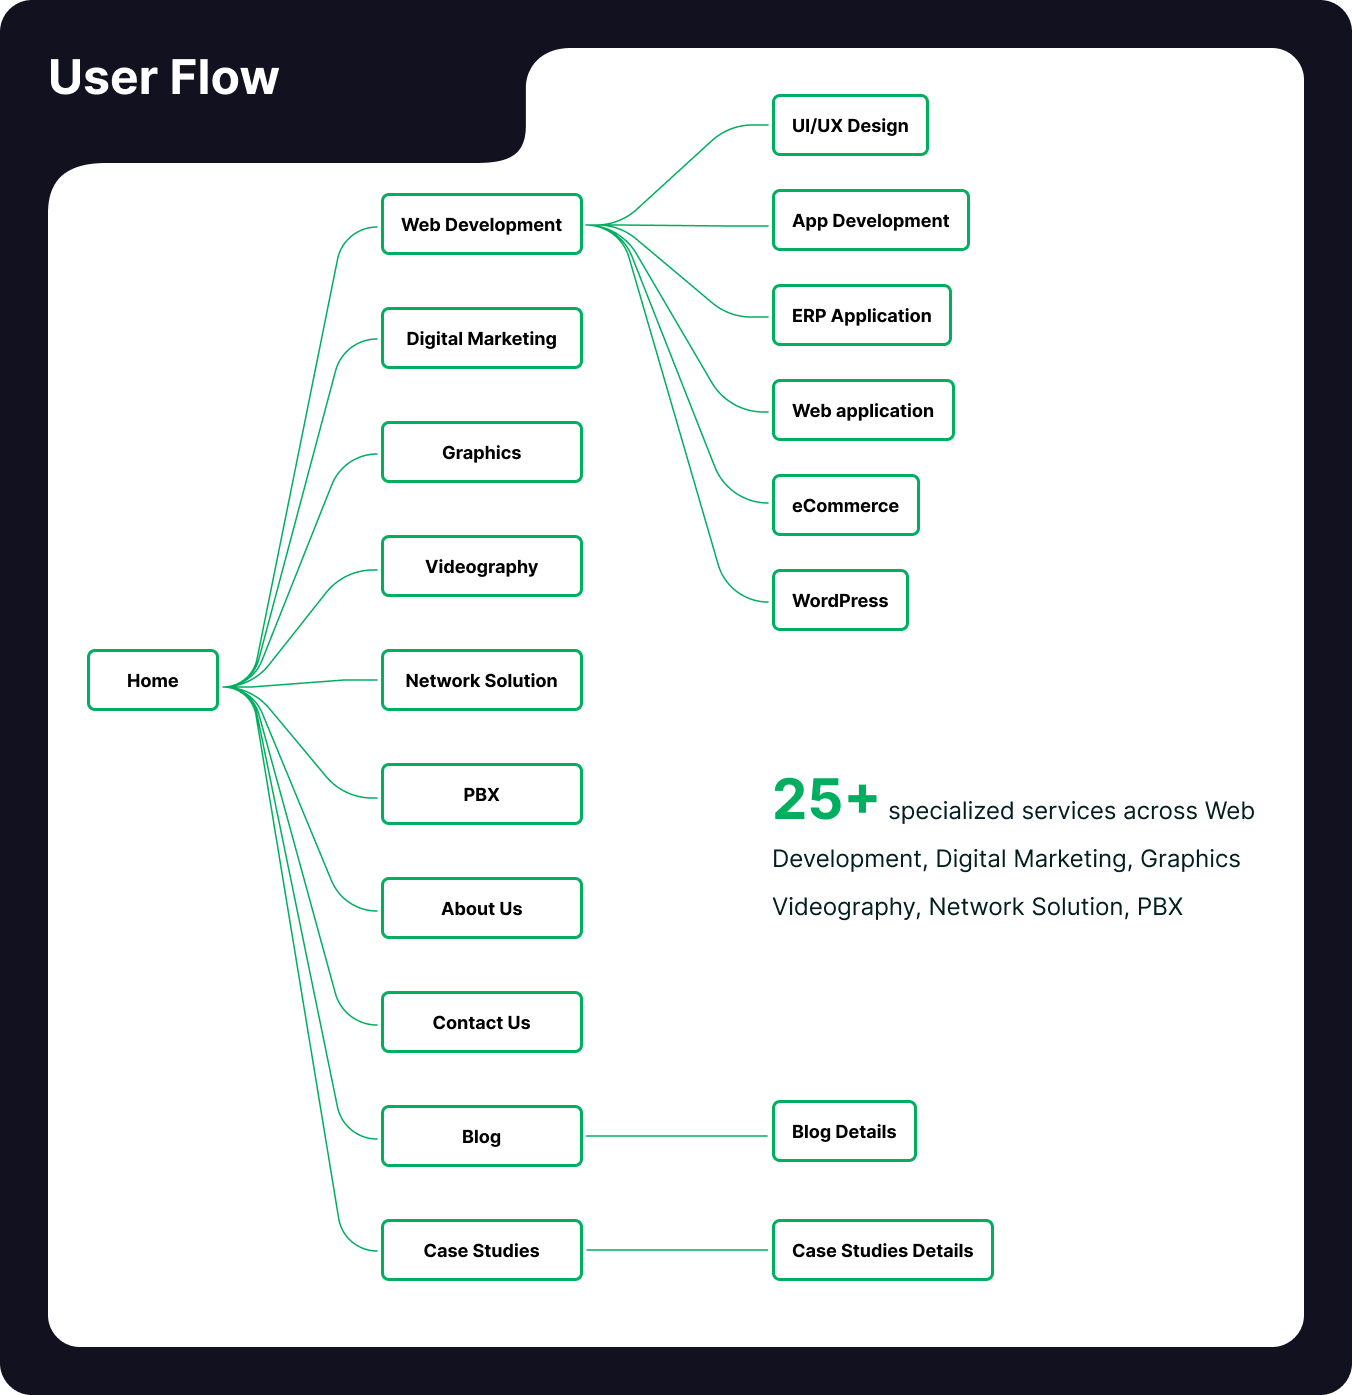 User Flow
Home
Web Development
Digital Marketing
Graphics
Videography
Network Solution
PBX
About Us
Contact Us
Blog
Case Studies
UI/UX Design
App Development
ERP Application
Web application
eCommerce
WordPress
25+ specialized services across Web
Development, Digital Marketing, Graphics
Videography, Network Solution, PBX
Blog Details
Case Studies Details